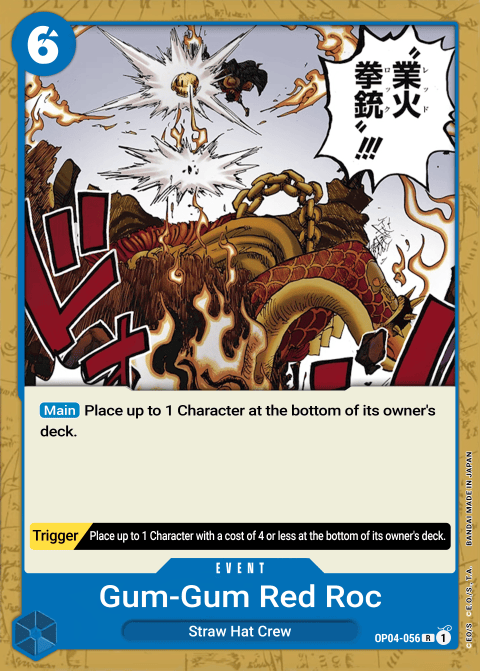 6
“業火
レッド
拳銃”!!!
ロック
ドオ
Main Place up to 1 Character at the bottom of its owner's
deck.
Trigger Place up to 1 Character with a cost of 4 or less at the bottom of its owner's deck.
EVENT
Gum-Gum Red Roc
Straw Hat Crew
OP04-056 R 1
©E.O./S. ©E.O./S., T.A. BANDAI MADE IN JAPAN